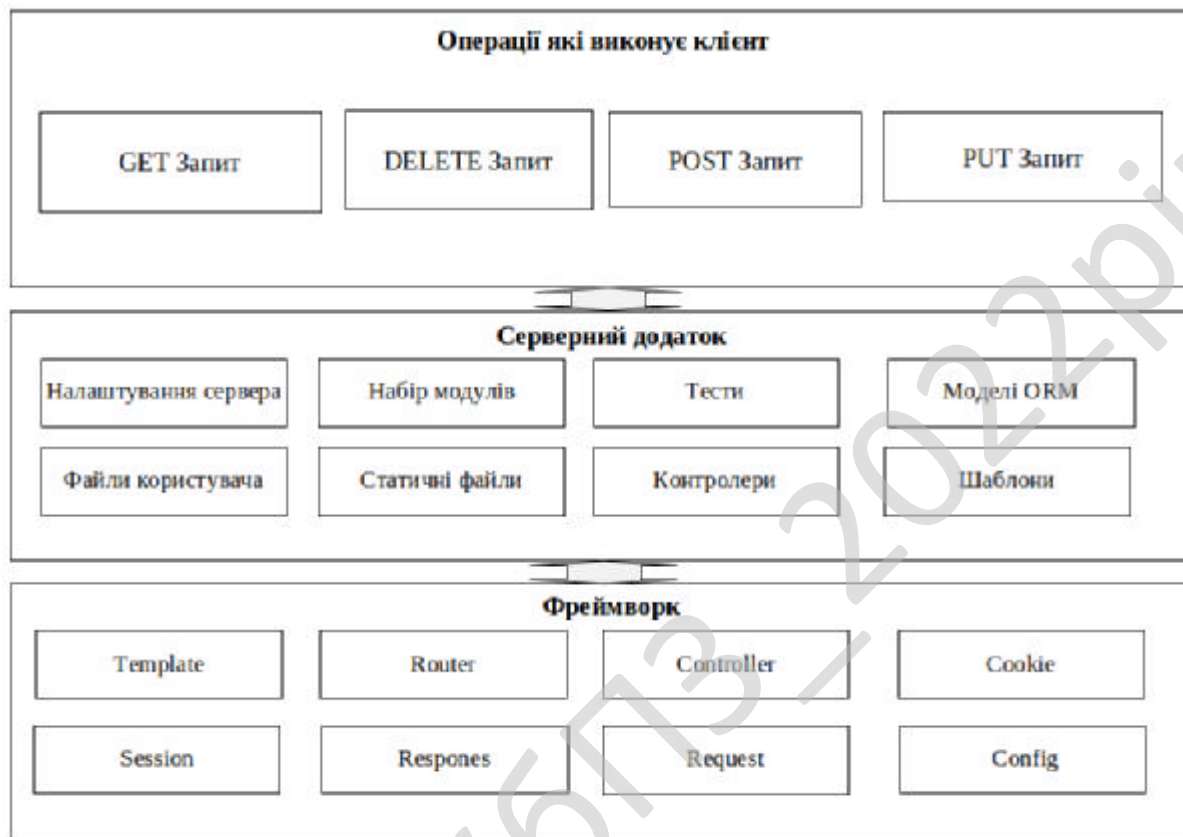 Операції які виконує клієнт
GET Запит
DELETE Запит
POST Запит
PUT Запит
Серверний додаток
Налаштування сервера
Набір модулів
Тести
Моделі ORM
Файли користувача
Статичні файли
Контролери
Шаблони
Фреймворк
Template
Router
Controller
Cookie
Session
Respones
Request
Config